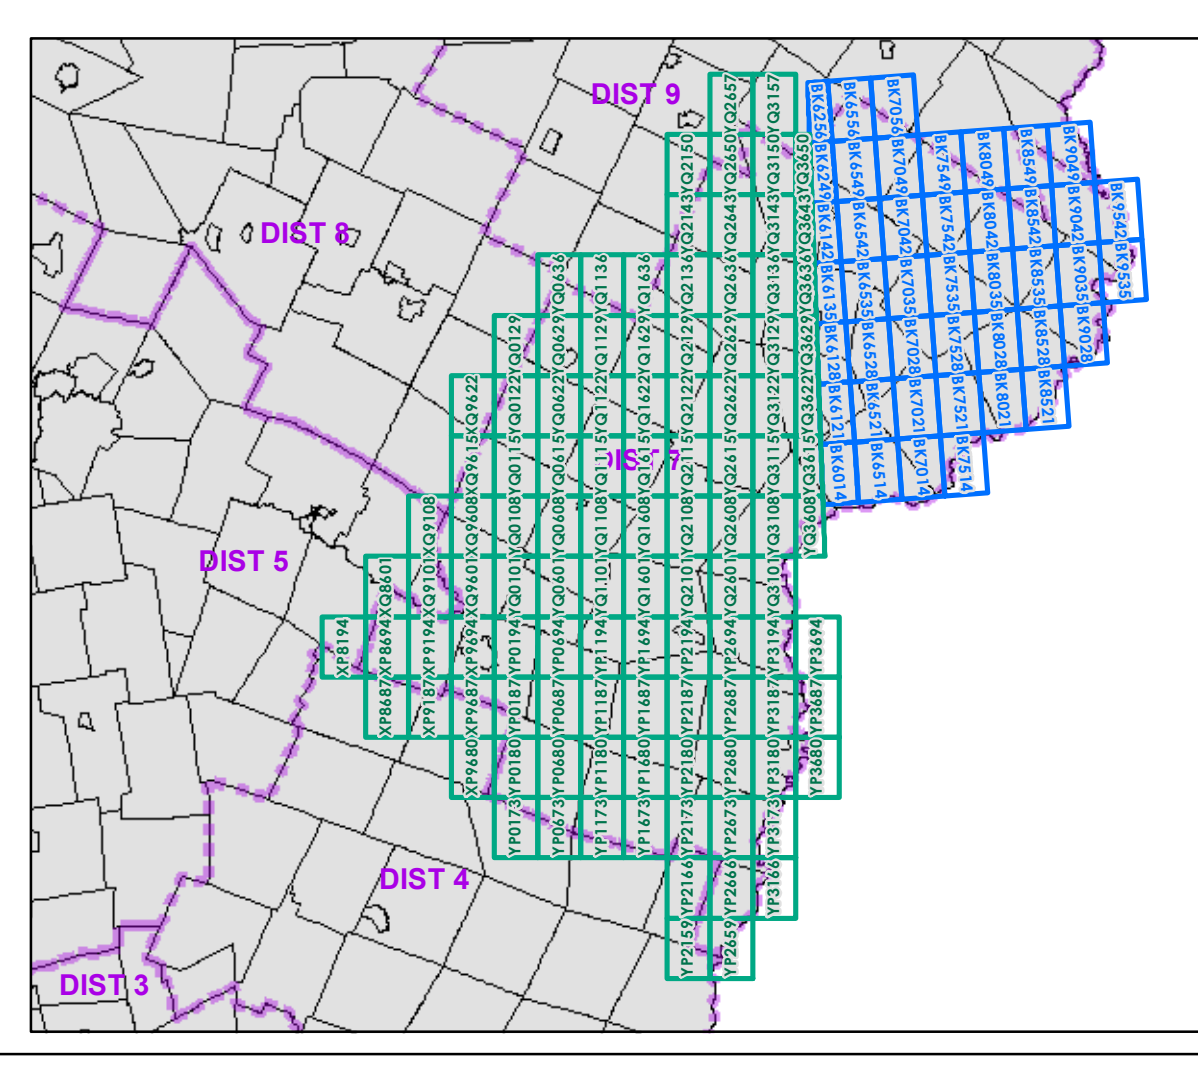 DIST 9
DIST 8
DIST 7
DIST 5
DIST 4
DIST 3
YQ2657 YQ3157
YQ2150 YQ2650 YQ3150 YQ3650
YQ2143 YQ2643 YQ3143 YQ3643
YQ0636 YQ1136 YQ1636 YQ2136 YQ2636 YQ3136 YQ3636
YQ0129 YQ0629 YQ1129 YQ1629 YQ2129 YQ2629 YQ3129 YQ3629
XQ9622 YQ0122 YQ0622 YQ1122 YQ1622 YQ2122 YQ2622 YQ3122 YQ3622
XQ9615 YQ0115 YQ0615 YQ1115 YQ1615 YQ2115 YQ2615 YQ3115 YQ3615
XQ9108 XQ9608 YQ0108 YQ0608 YQ1108 YQ1608 YQ2108 YQ2608 YQ3108 YQ3608
XQ8601 XQ9101 XQ9601 YQ0101 YQ0601 YQ1101 YQ1601 YQ2101 YQ2601 YQ3101
XP8194 XP8694 XP9194 XP9694 YP0194 YP0694 YP1194 YP1694 YP2194 YP2694 YP3194 YP3694
XP8687 XP9187 XP9687 YP0187 YP0687 YP1187 YP1687 YP2187 YP2687 YP3187 YP3687
XP9680 YP0180 YP0680 YP1180 YP1680 YP2180 YP2680 YP3180 YP3680
YP0173 YP0673 YP1173 YP1673 YP2173 YP2673 YP3173
YP2166 YP2666 YP3166
YP2159 YP2659
BK6256 BK6556 BK7056
BK6249 BK6549 BK7049 BK7549 BK8049 BK8549 BK9049
BK6142 BK6542 BK7042 BK7542 BK8042 BK8542 BK9042 BK9542
BK6135 BK6535 BK7035 BK7535 BK8035 BK8535 BK9035 BK9535
BK6128 BK6528 BK7028 BK7528 BK8028 BK8528 BK9028
BK6121 BK6521 BK7021 BK7521 BK8021 BK8521
BK6014 BK6514 BK7014 BK7514